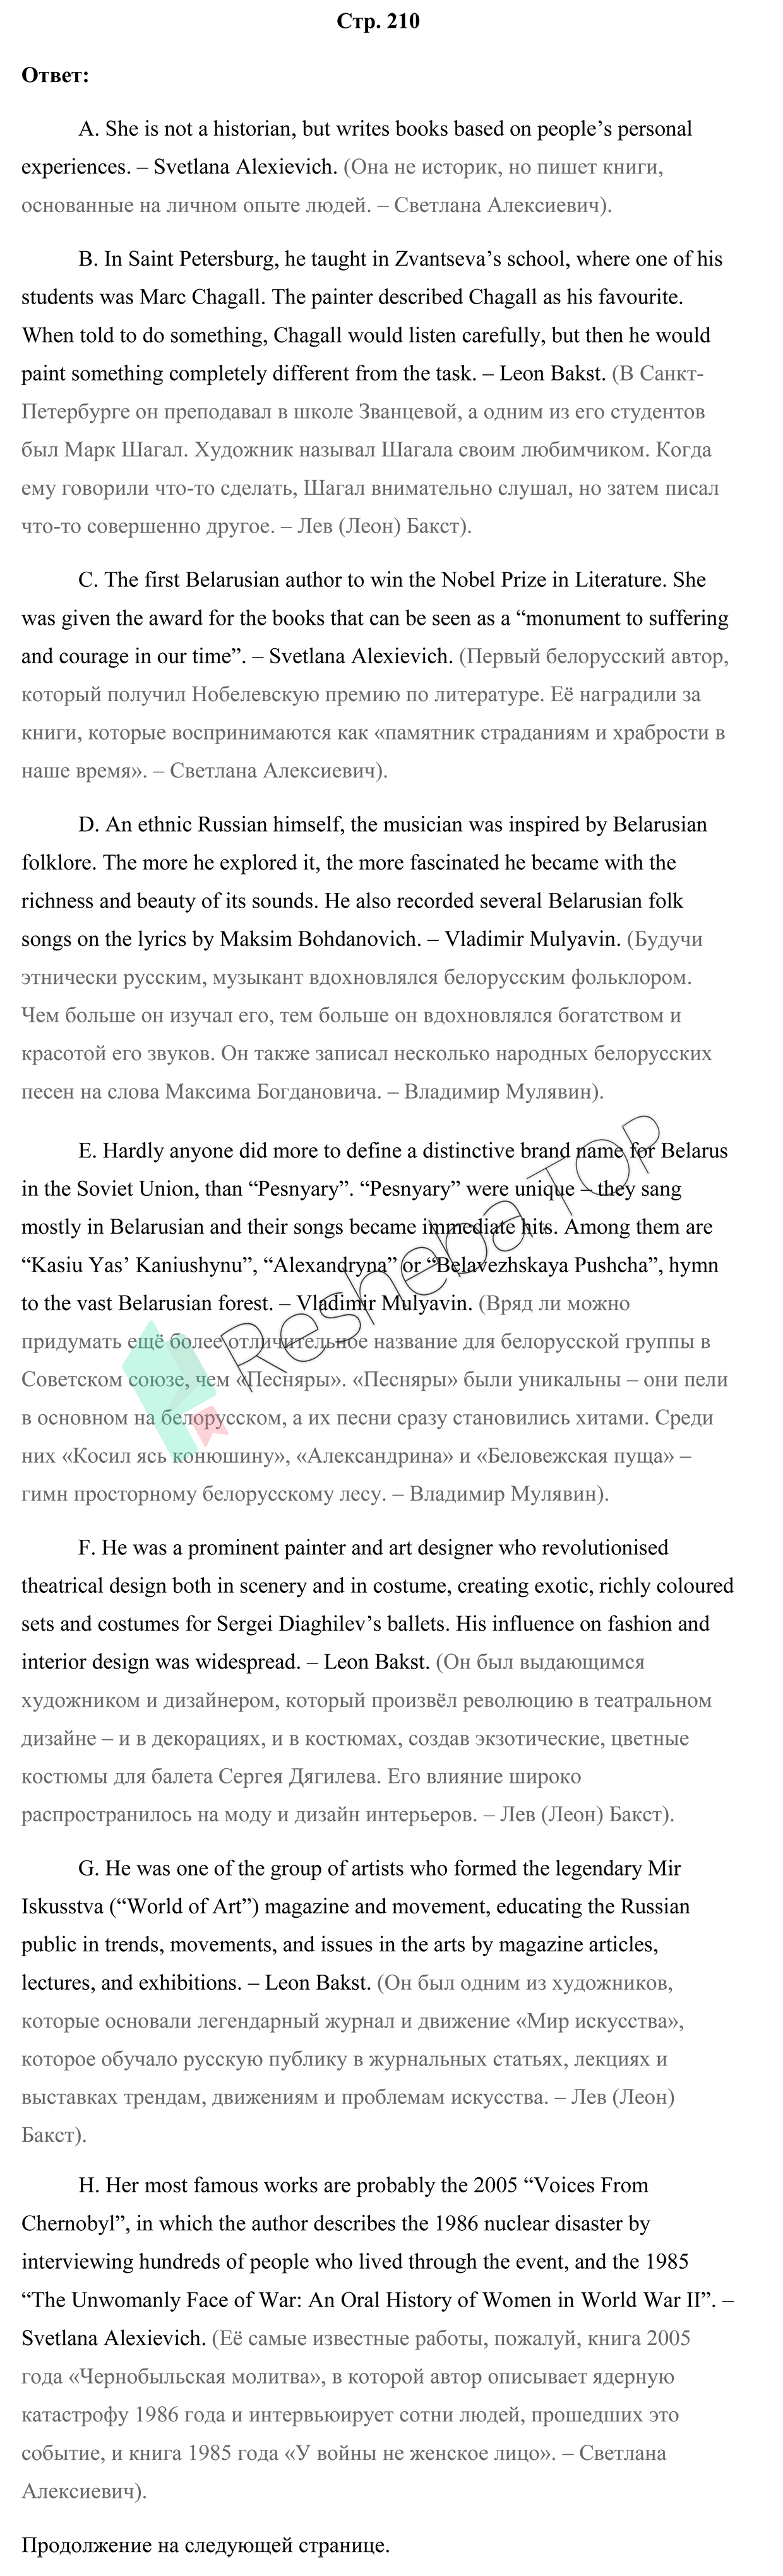 Стр. 210
Ответ:
A. She is not a historian, but writes books based on people’s personal
experiences. – Svetlana Alexievich. (Она не историк, но пишет книги,
основанные на личном опыте людей. – Светлана Алексиевич).
B. In Saint Petersburg, he taught in Zvantseva’s school, where one of his
students was Marc Chagall. The painter described Chagall as his favourite.
When told to do something, Chagall would listen carefully, but then he would
paint something completely different from the task. – Leon Bakst. (В Санкт-
Петербурге он преподавал в школе Званцевой, а одним из его студентов
был Марк Шагал. Художник называл Шагала своим любимчиком. Когда
ему говорили что-то сделать, Шагал внимательно слушал, но затем писал
что-то совершенно другое. – Лев (Леон) Бакст).
C. The first Belarusian author to win the Nobel Prize in Literature. She
was given the award for the books that can be seen as a “monument to suffering
and courage in our time”. – Svetlana Alexievich. (Первый белорусский автор,
который получил Нобелевскую премию по литературе. Её наградили за
книги, которые воспринимаются как «памятник страданиям и храбрости в
наше время». – Светлана Алексиевич).
D. An ethnic Russian himself, the musician was inspired by Belarusian
folklore. The more he explored it, the more fascinated he became with the
richness and beauty of its sounds. He also recorded several Belarusian folk
songs on the lyrics by Maksim Bohdanovich. – Vladimir Mulyavin. (Будучи
этнически русским, музыкант вдохновлялся белорусским фольклором.
Чем больше он изучал его, тем больше он вдохновлялся богатством и
красотой его звуков. Он также записал несколько народных белорусских
песен на слова Максима Богдановича. – Владимир Мулявин).
E. Hardly anyone did more to define a distinctive brand name for Belarus
in the Soviet Union, than “Pesnyary”. “Pesnyary” were unique – they sang
mostly in Belarusian and their songs became immediate hits. Among them are
“Kasiu Yas’ Kaniushynu”, “Alexandryna” or “Belavezhskaya Pushcha”, hymn
to the vast Belarusian forest. – Vladimir Mulyavin. (Вряд ли можно
придумать ещё более отличительное название для белорусской группы в
Советском союзе, чем «Песняры». «Песняры» были уникальны – они пели
в основном на белорусском, а их песни сразу становились хитами. Среди
них «Косил ясь конюшину», «Александрина» и «Беловежская пуща» –
гимн просторному белорусскому лесу. – Владимир Мулявин).
Resheba TOP
F. He was a prominent painter and art designer who revolutionised
theatrical design both in scenery and in costume, creating exotic, richly coloured
sets and costumes for Sergei Diaghilev’s ballets. His influence on fashion and
interior design was widespread. – Leon Bakst. (Он был выдающимся
художником и дизайнером, который произвёл революцию в театральном
дизайне – и в декорациях, и в костюмах, создав экзотические, цветные
костюмы для балета Сергея Дягилева. Его влияние широко
распространилось на моду и дизайн интерьеров. – Лев (Леон) Бакст).
G. He was one of the group of artists who formed the legendary Mir
Iskusstva (“World of Art”) magazine and movement, educating the Russian
public in trends, movements, and issues in the arts by magazine articles,
lectures, and exhibitions. – Leon Bakst. (Он был одним из художников,
которые основали легендарный журнал и движение «Мир искусства»,
которое обучало русскую публику в журнальных статьях, лекциях и
выставках трендам, движениям и проблемам искусства. – Лев (Леон)
Бакст).
H. Her most famous works are probably the 2005 “Voices From
Chernobyl”, in which the author describes the 1986 nuclear disaster by
interviewing hundreds of people who lived through the event, and the 1985
“The Unwomanly Face of War: An Oral History of Women in World War II”. –
Svetlana Alexievich. (Её самые известные работы, пожалуй, книга 2005
года «Чернобыльская молитва», в которой автор описывает ядерную
катастрофу 1986 года и интервьюирует сотни людей, прошедших это
событие, и книга 1985 года «У войны не женское лицо». – Светлана
Алексиевич).
Продолжение на следующей странице.